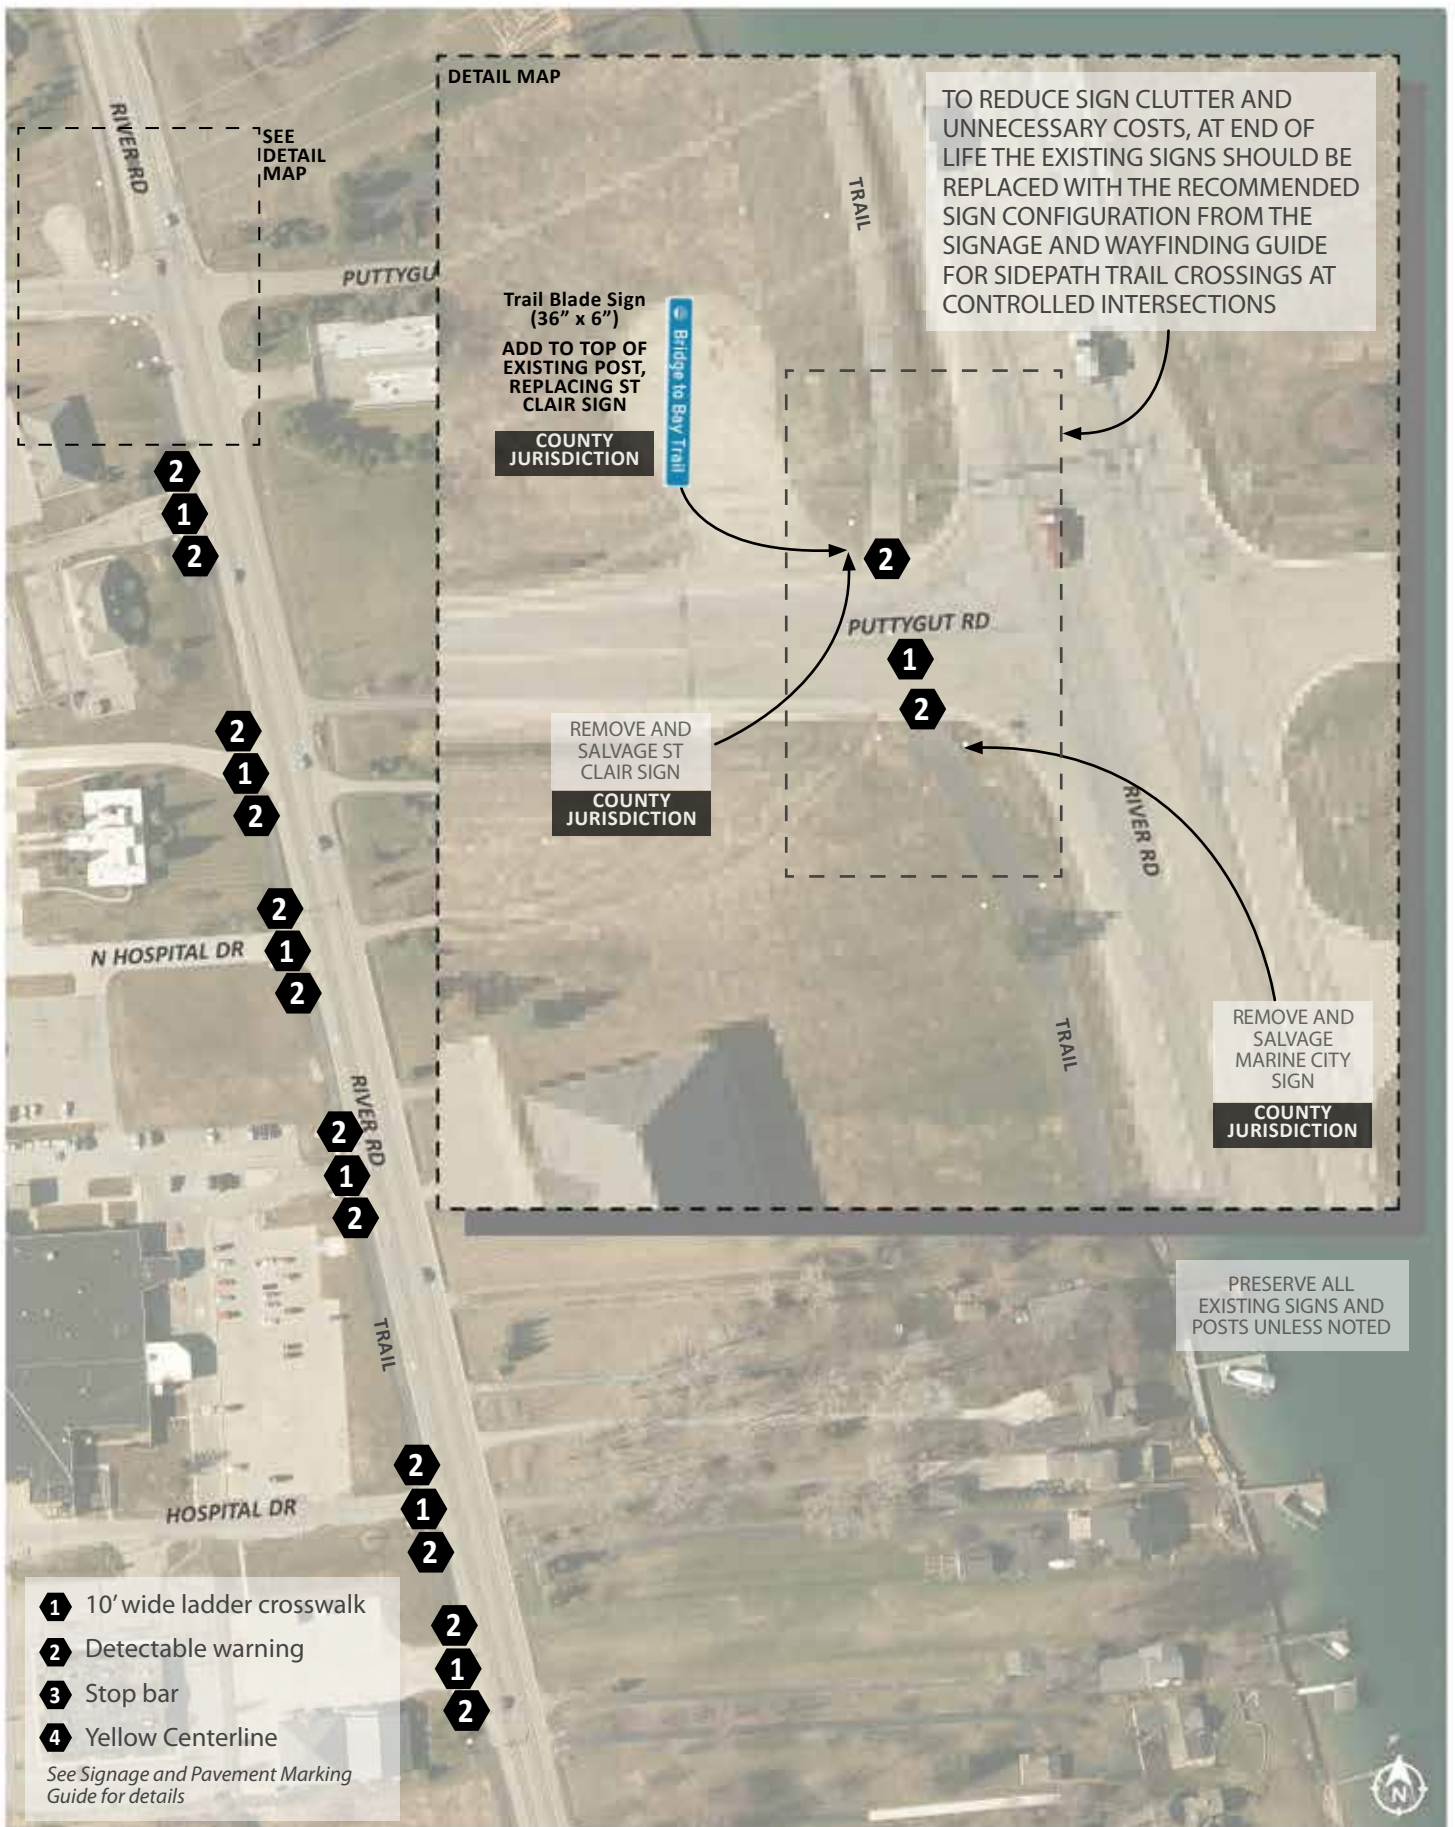 RIVER RD
SEE
DETAIL
MAP
PUTTYGU
DETAIL MAP
TRAIL
TO REDUCE SIGN CLUTTER AND
UNNECESSARY COSTS, AT END OF
LIFE THE EXISTING SIGNS SHOULD BE
REPLACED WITH THE RECOMMENDED
SIGN CONFIGURATION FROM THE
SIGNAGE AND WAYFINDING GUIDE
FOR SIDEPATH TRAIL CROSSINGS AT
CONTROLLED INTERSECTIONS
Trail Blade Sign
(36” x 6”)
ADD TO TOP OF
EXISTING POST,
REPLACING ST
CLAIR SIGN
COUNTY
JURISDICTION
Bridge to Bay Trail
2
PUTTYGUT RD
1
2
REMOVE AND
SALVAGE ST
CLAIR SIGN
COUNTY
JURISDICTION
RIVER RD
TRAIL
REMOVE AND
SALVAGE
MARINE CITY
SIGN
COUNTY
JURISDICTION
2
1
2
2
1
2
2
N HOSPITAL DR
1
2
RIVER RD
2
1
2
TRAIL
PRESERVE ALL
EXISTING SIGNS AND
POSTS UNLESS NOTED
2
HOSPITAL DR
1
2
2
1
2
1 10’ wide ladder crosswalk
2 Detectable warning
3 Stop bar
4 Yellow Centerline
See Signage and Pavement Marking
Guide for details
N